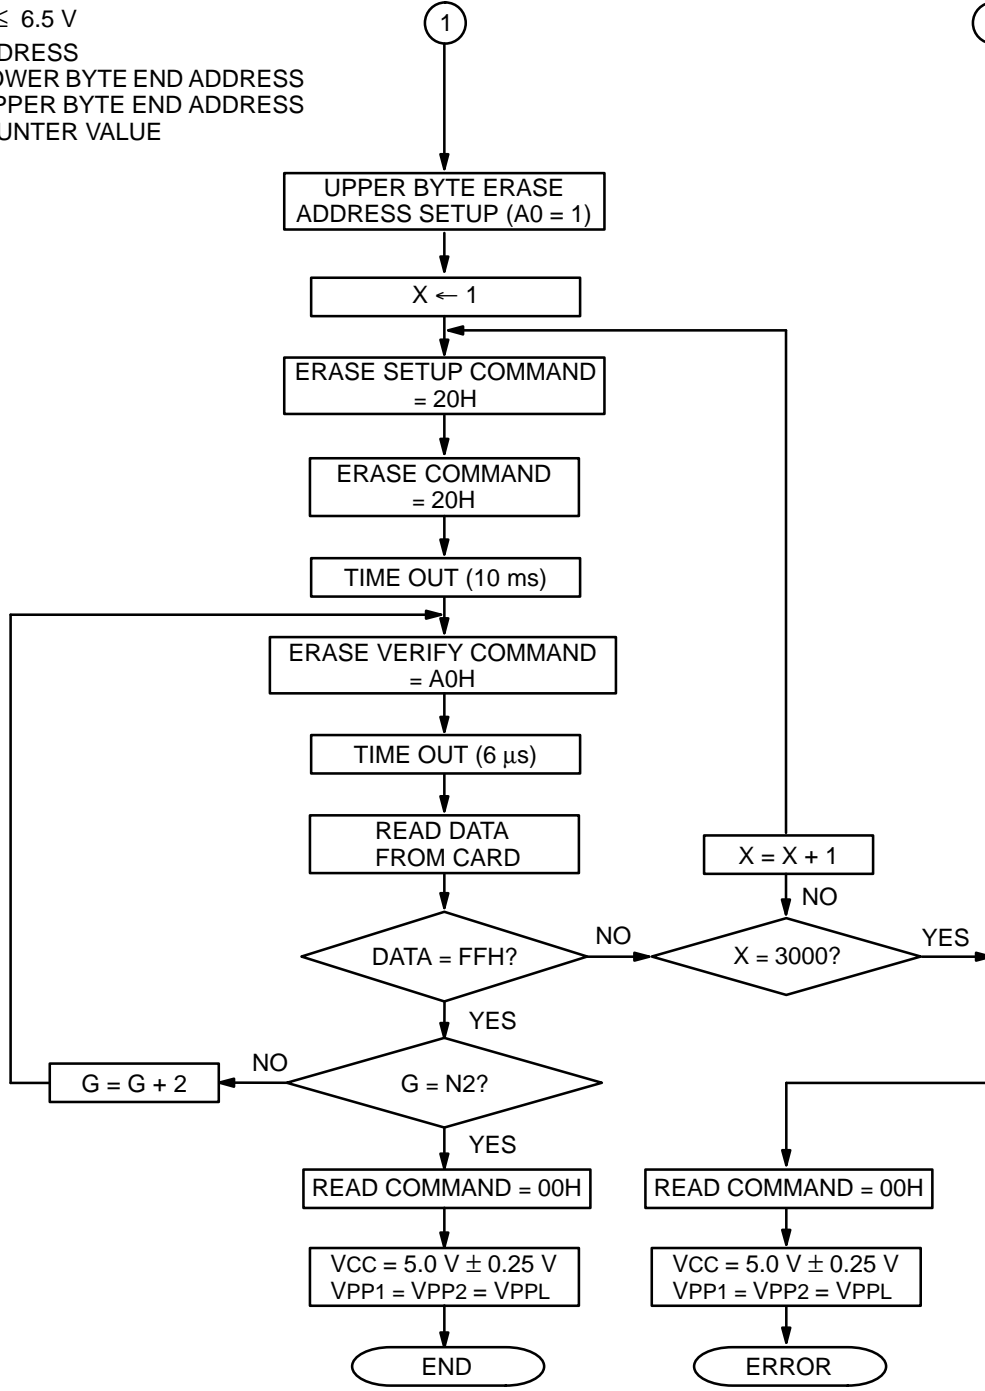 ≤ 6.5 V
DRESS
OWER BYTE END ADDRESS
PPER BYTE END ADDRESS
UNTER VALUE
1
UPPER BYTE ERASE
ADDRESS SETUP (A0 = 1)
X ← 1
ERASE SETUP COMMAND
= 20H
ERASE COMMAND
= 20H
TIME OUT (10 ms)
ERASE VERIFY COMMAND
= A0H
TIME OUT (6 µs)
READ DATA
FROM CARD
X = X + 1
NO
DATA = FFH?
NO
X = 3000?
YES
YES
G = N2?
NO
G = G + 2
YES
READ COMMAND = 00H
READ COMMAND = 00H
VCC = 5.0 V ± 0.25 V
VPP1 = VPP2 = VPPL
VCC = 5.0 V ± 0.25 V
VPP1 = VPP2 = VPPL
END
ERROR